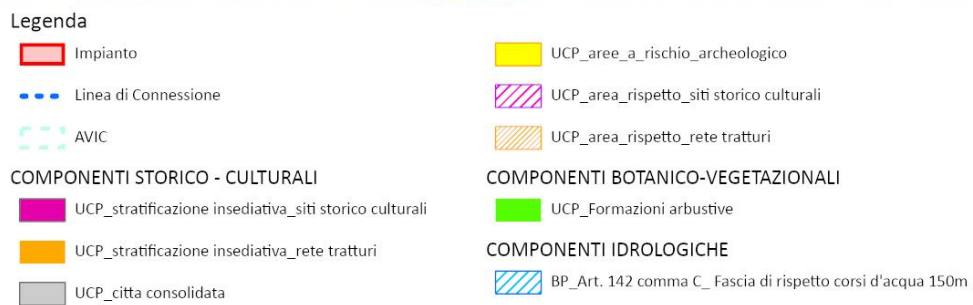 Legenda
Impianto
Linea di Connessione
AVIC
COMPONENTI STORICO - CULTURALI
UCP_stratificazione insediativa_siti storico culturali
UCP_stratificazione insediativa_rete tratturi
UCP_citta consolidata
UCP_aree_a_rischio_archeologico
UCP_area_rispetto_siti storico culturali
UCP_area_rispetto_rete tratturi
COMPONENTI BOTANICO-VEGETAZIONALI
UCP_Formazioni arbustive
COMPONENTI IDROLOGICHE
BP_Art. 142 comma C_ Fascia di rispetto corsi d'acqua 150m